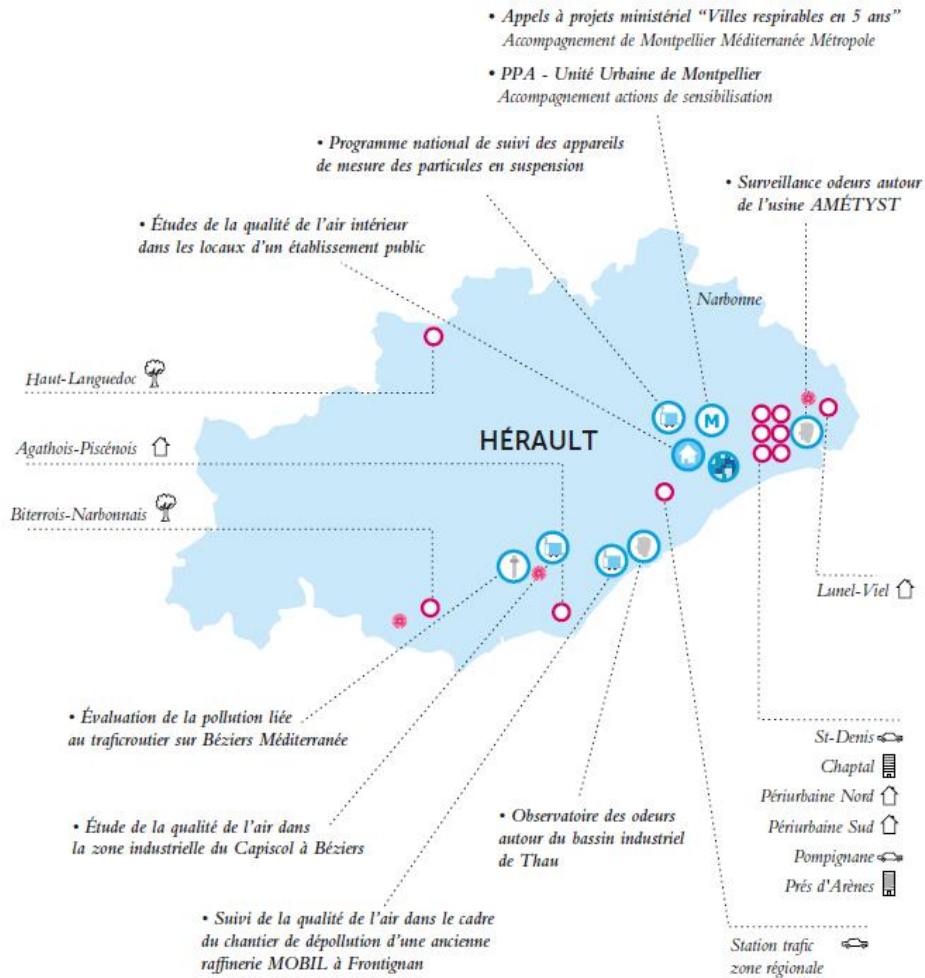 • Appels à projets ministériel “Villes respirables en 5 ans”
Accompagnement de Montpellier Méditerranée Métropole
• PPA - Unité Urbaine de Montpellier
Accompagnement actions de sensibilisation
• Programme national de suivi des appareils
de mesure des particules en suspension
• Surveillance odeurs autour
de l’usine AMÉTYST
• Études de la qualité de l’air intérieur
dans les locaux d’un établissement public
Narbonne
Haut-Languedoc
M
HÉRAULT
Agathois-Piscénois
Biterrois-Narbonnais
Lunel-Viel
• Évaluation de la pollution liée
au traficroutier sur Béziers Méditerranée
St-Denis
Chaptal
Périurbaine Nord
Périurbaine Sud
Pompignane
Prés d'Arènes
• Étude de la qualité de l’air dans
la zone industrielle du Capiscol à Béziers
• Observatoire des odeurs
autour du bassin industriel
de Thau
• Suivi de la qualité de l’air dans le cadre
du chantier de dépollution d’une ancienne
raffinerie MOBIL à Frontignan
Station trafic
zone régionale